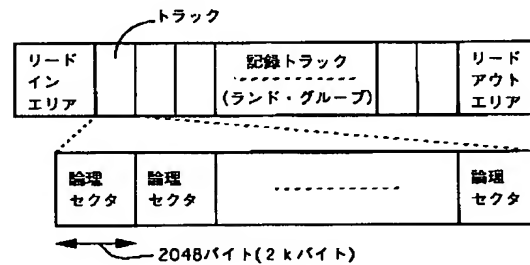 トラック
リード
イン
エリア
記録トラック
(ランド・グルーブ)
リード
アウト
エリア
論理
セクタ
論理
セクタ
論理
セクタ
2048バイト(2kバイト)